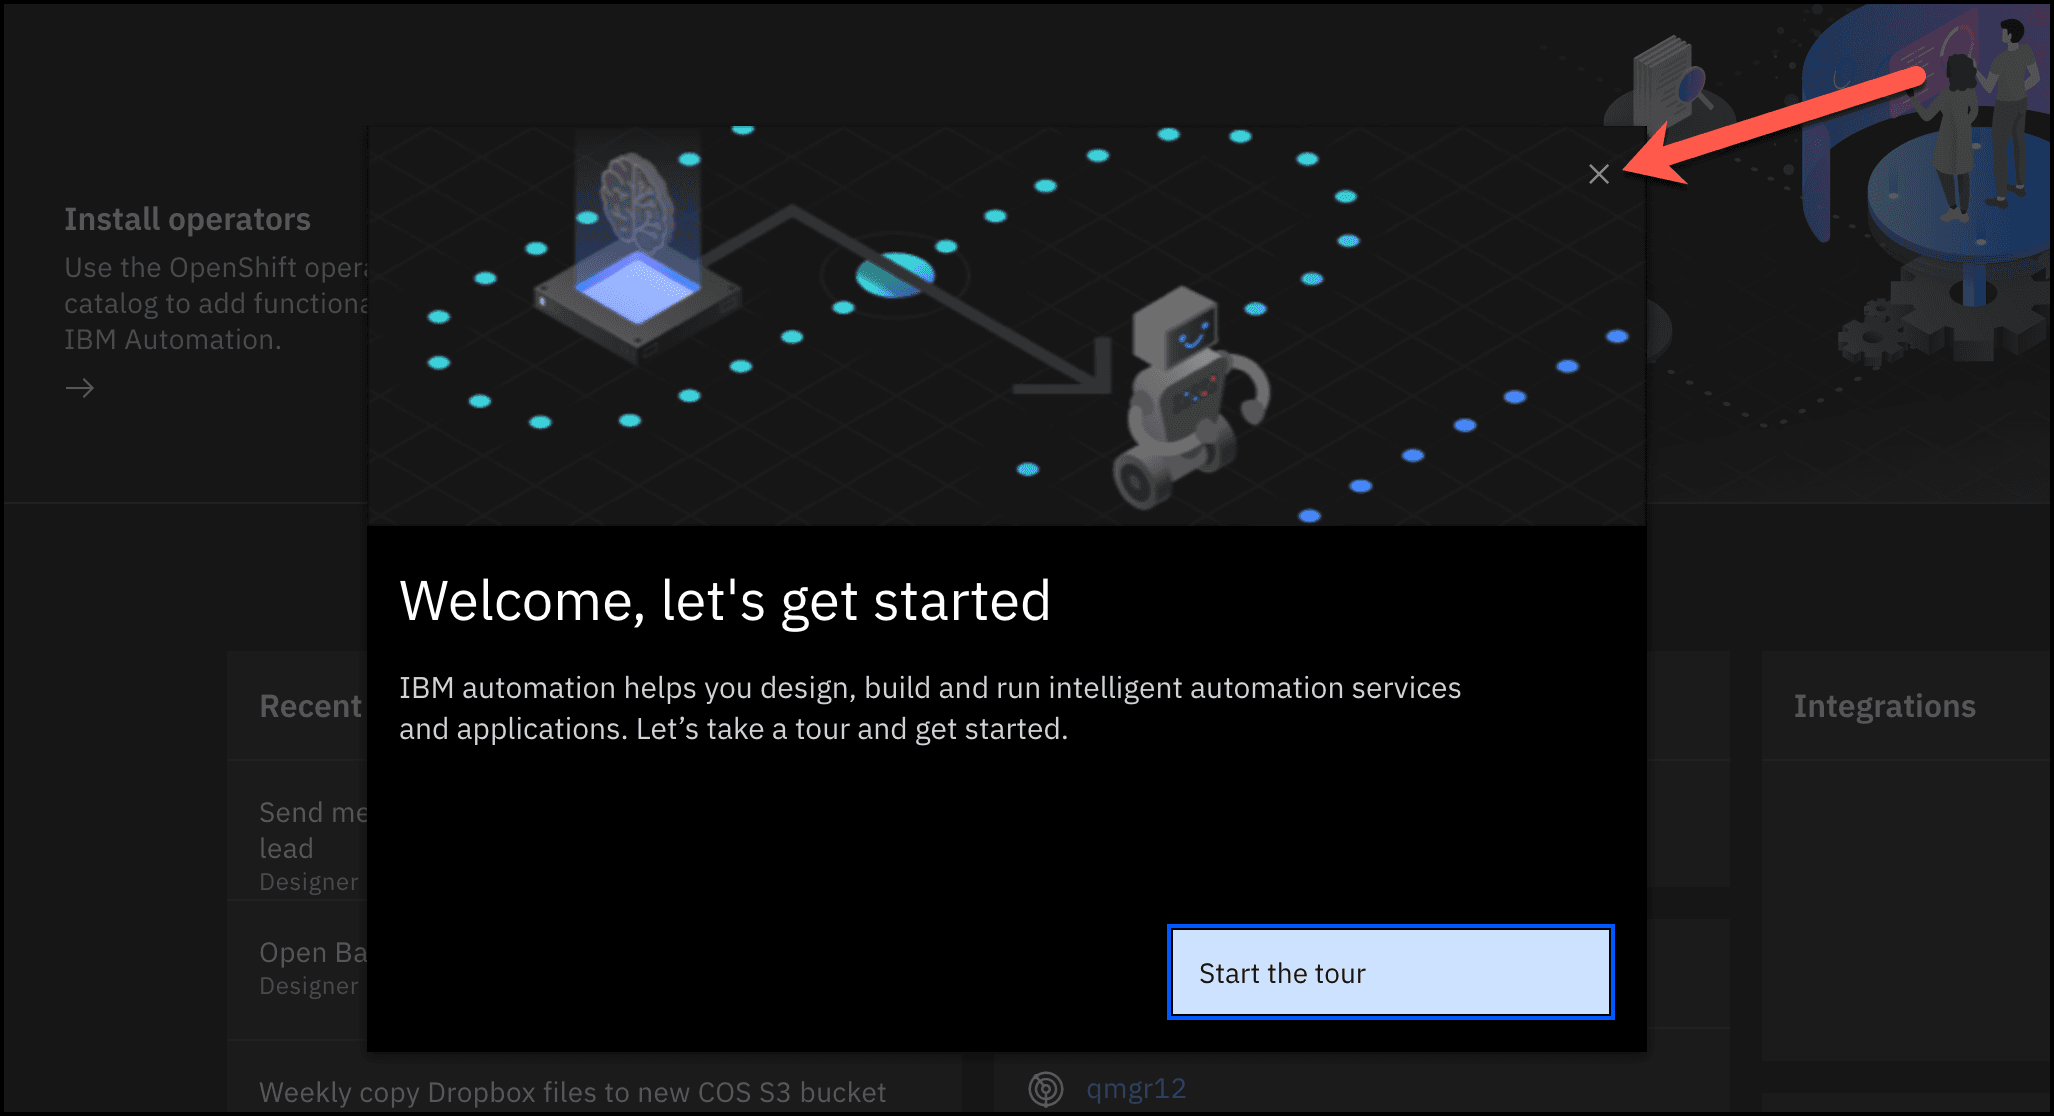 Install operators
Use the OpenShift opera
catalog to add functiona
IBM Automation.
Welcome, let's get started
IBM automation helps you design, build and run intelligent automation services
and applications. Let’s take a tour and get started.
Start the tour
Recent
Send me
lead
Designer
Open Ba
Designer
Weekly copy Dropbox files to new COS S3 bucket
qmgr12
Integrations